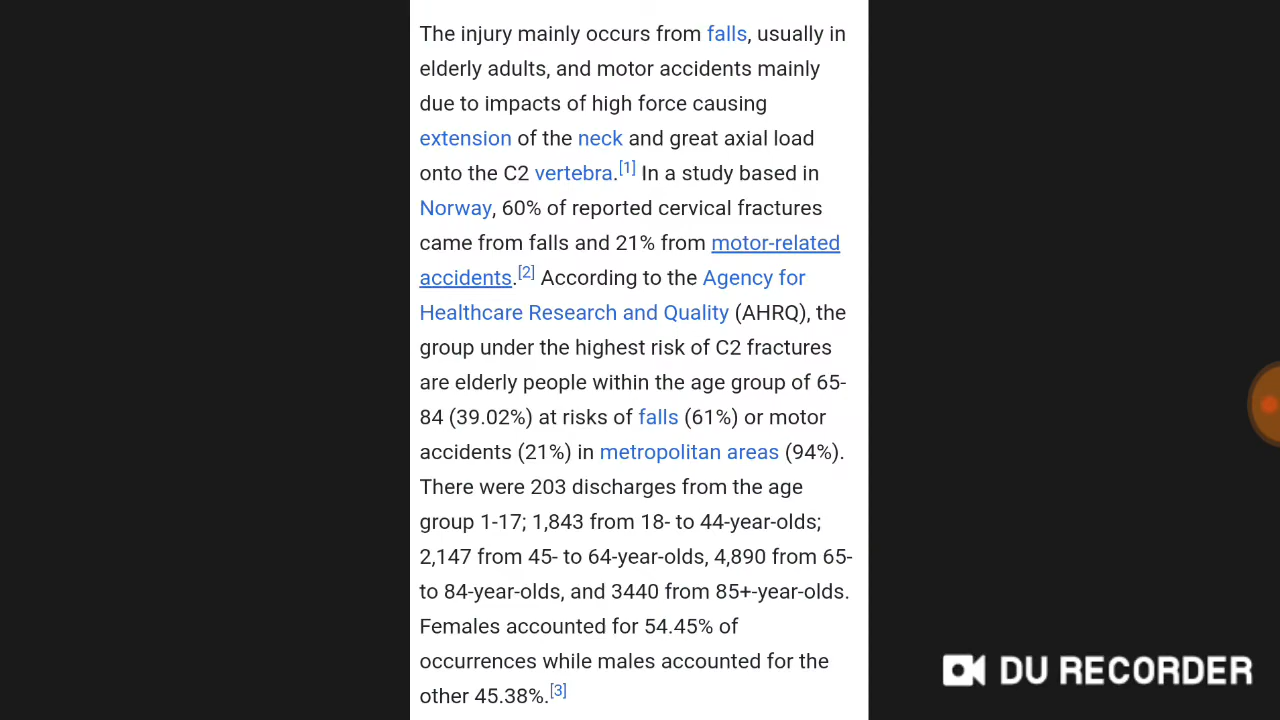 The injury mainly occurs from falls, usually in
elderly adults, and motor accidents mainly
due to impacts of high force causing
extension of the neck and great axial load
onto the C2 vertebra.[1] In a study based in
Norway, 60% of reported cervical fractures
came from falls and 21% from motor-related
accidents.[2] According to the Agency for
Healthcare Research and Quality (AHRQ), the
group under the highest risk of C2 fractures
are elderly people within the age group of 65-
84 (39.02%) at risks of falls (61%) or motor
accidents (21%) in metropolitan areas (94%).
There were 203 discharges from the age
group 1-17; 1,843 from 18- to 44-year-olds;
2,147 from 45- to 64-year-olds, 4,890 from 65-
to 84-year-olds, and 3440 from 85+-year-olds.
Females accounted for 54.45% of
occurrences while males accounted for the
other 45.38%.[3]
DU RECORDER